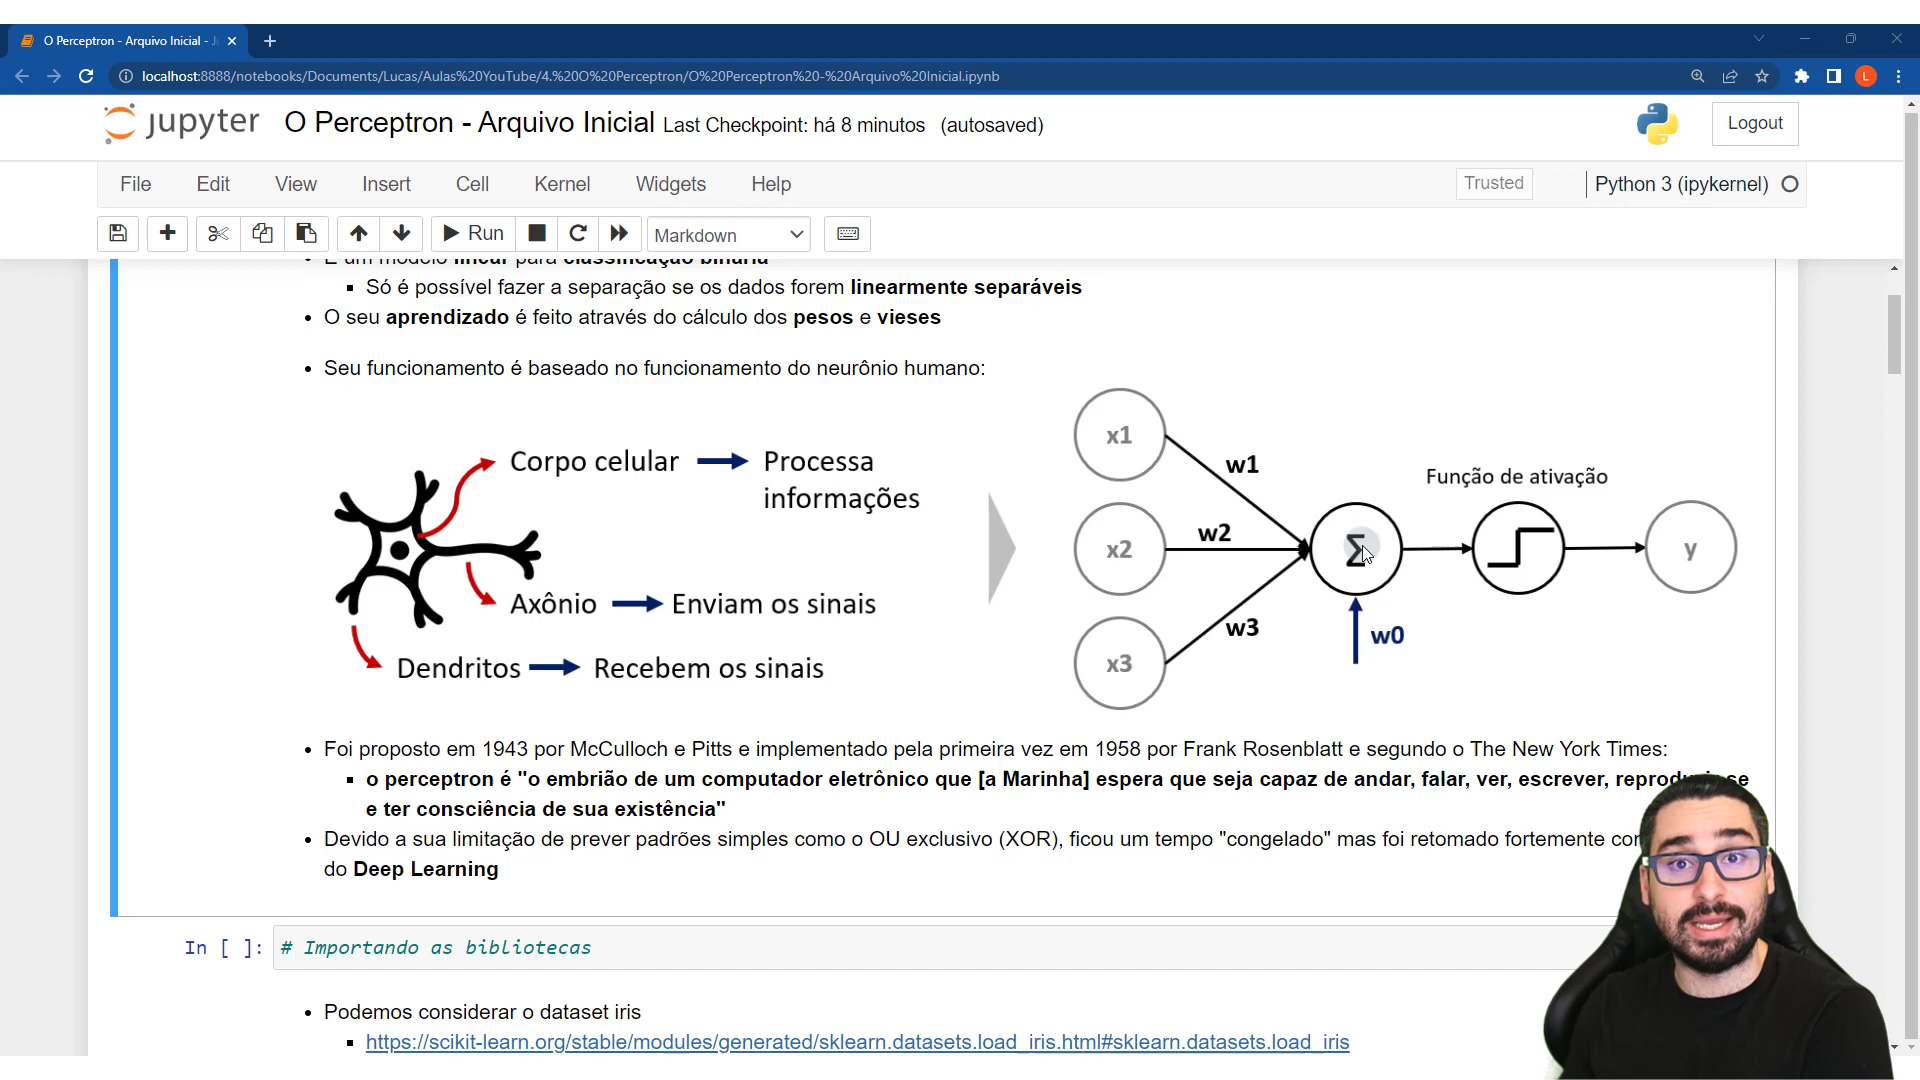 O Perceptron - Arquivo Inicial - J
localhost:8888/notebooks/Documents/Lucas/Aulas%20YouTube/4.%20O%20Perceptron/O%20Perceptron%20-%20Arquivo%20Inicial.ipynb
L
jupyter O Perceptron - Arquivo Inicial Last Checkpoint: há 8 minutos (autosaved)
Logout
File Edit View Insert Cell Kernel Widgets Help
Trusted
Python 3 (ipykernel)
Run
Markdown
É um modelo linear para classificação binária
Só é possível fazer a separação se os dados forem linearmente separáveis
O seu aprendizado é feito através do cálculo dos pesos e vieses
Seu funcionamento é baseado no funcionamento do neurônio humano:
Corpo celular Processa
informações
Axônio Enviam os sinais
Dendritos Recebem os sinais
x1
w1
Função de ativação
x2
w2
Σ
y
x3
w3
w0
Foi proposto em 1943 por McCulloch e Pitts e implementado pela primeira vez em 1958 por Frank Rosenblatt e segundo o The New York Times:
o perceptron é "o embrião de um computador eletrônico que [a Marinha] espera que seja capaz de andar, falar, ver, escrever, reproduzir-se
e ter consciência de sua existência"
Devido a sua limitação de prever padrões simples como o OU exclusivo (XOR), ficou um tempo "congelado" mas foi retomado fortemente
do Deep Learning
In [ ]: # Importando as bibliotecas
Podemos considerar o dataset iris
https://scikit-learn.org/stable/modules/generated/sklearn.datasets.load_iris.html#sklearn.datasets.load_iris